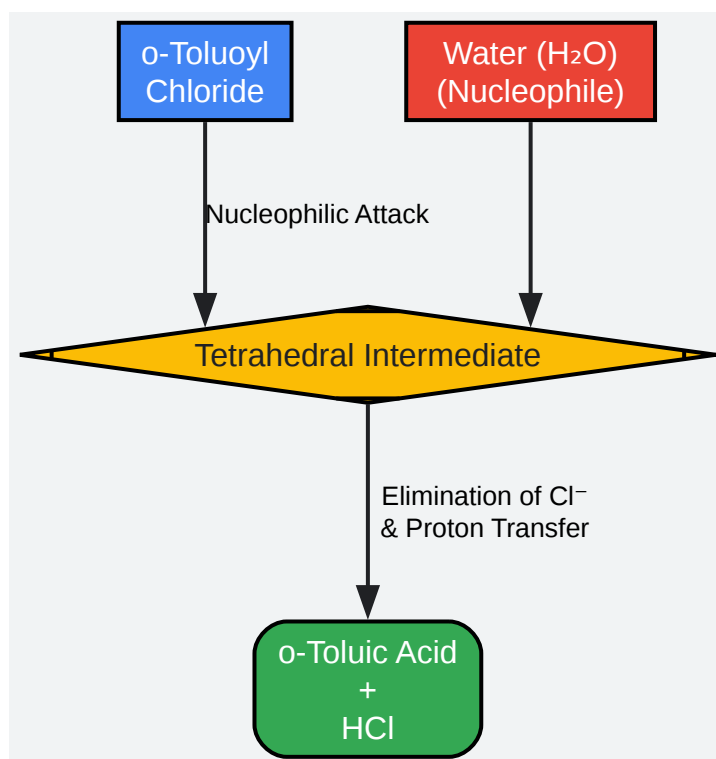 o-Toluoyl
Chloride
Water (H₂O)
(Nucleophile)
Nucleophilic Attack
Tetrahedral Intermediate
Elimination of Cl⁻
& Proton Transfer
o-Toluic Acid
+
HCl